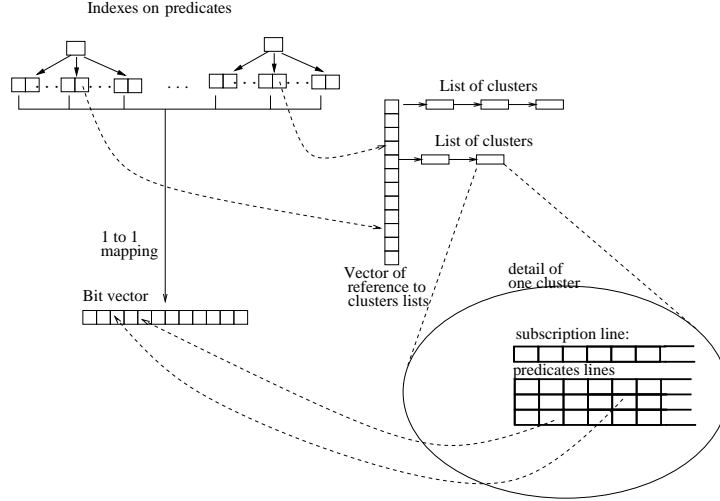 Indexes on predicates
List of clusters
List of clusters
1 to 1
mapping
Vector of
reference to
clusters lists
Bit vector
detail of
one cluster
subscription line:
predicates lines